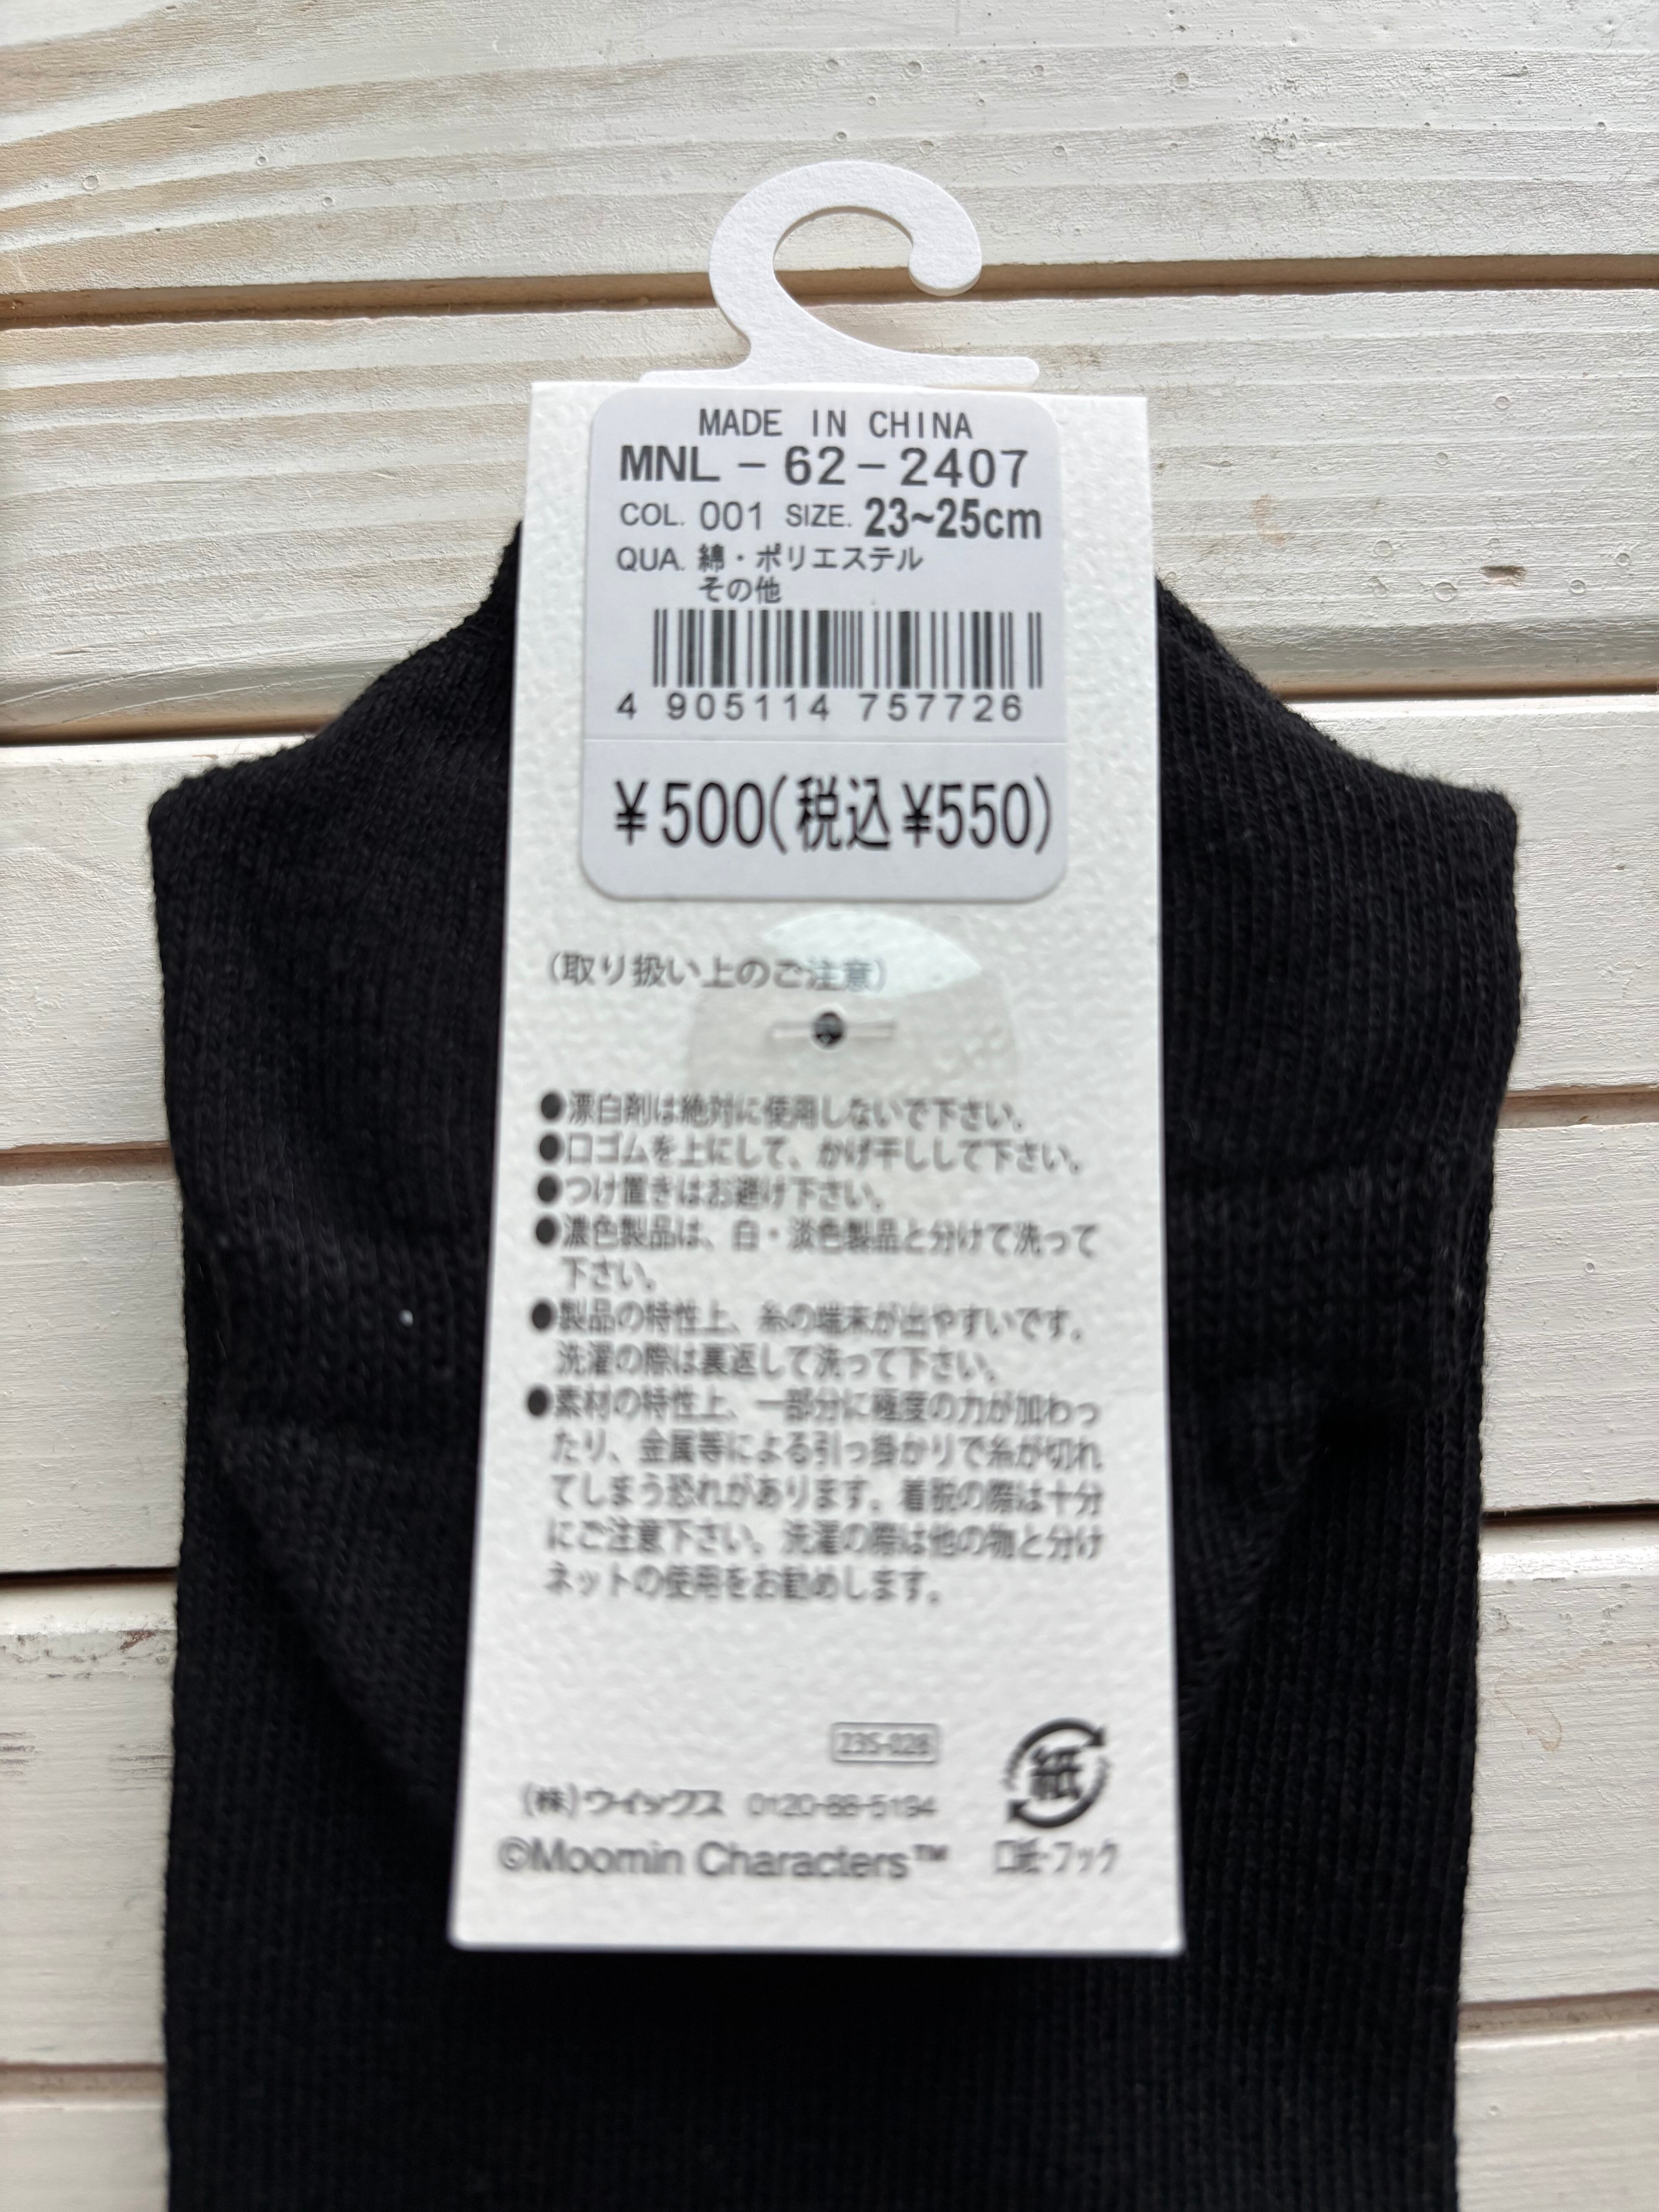 MADE IN CHINA
MNL-62-2407
COL. 001 SIZE. 23~25cm
QUA. 綿・ポリエステル
その他
4 905114 757726
¥500(税込¥550)
(取り扱い上のご注意)
●漂白剤は絶対に使用しないで下さい。
●口ゴムを上にして、かげ干しして下さい。
●つけ置きはお避け下さい。
●濃色製品は、白・淡色製品と分けて洗って
下さい。
●製品の特性上、糸の端末が出やすいです。
洗濯の際は裏返して洗って下さい。
●素材の特性上、一部分に極度の力が加わっ
たり、金属等による引っ掛かりで糸が切れ
てしまう恐れがあります。着脱の際は十分
にご注意下さい。洗濯の際は他の物と分け
ネットの使用をお勧めします。
235-028
(株)ウイックス 0120-88-5194
©Moomin Characters™
紙
口紙・フック